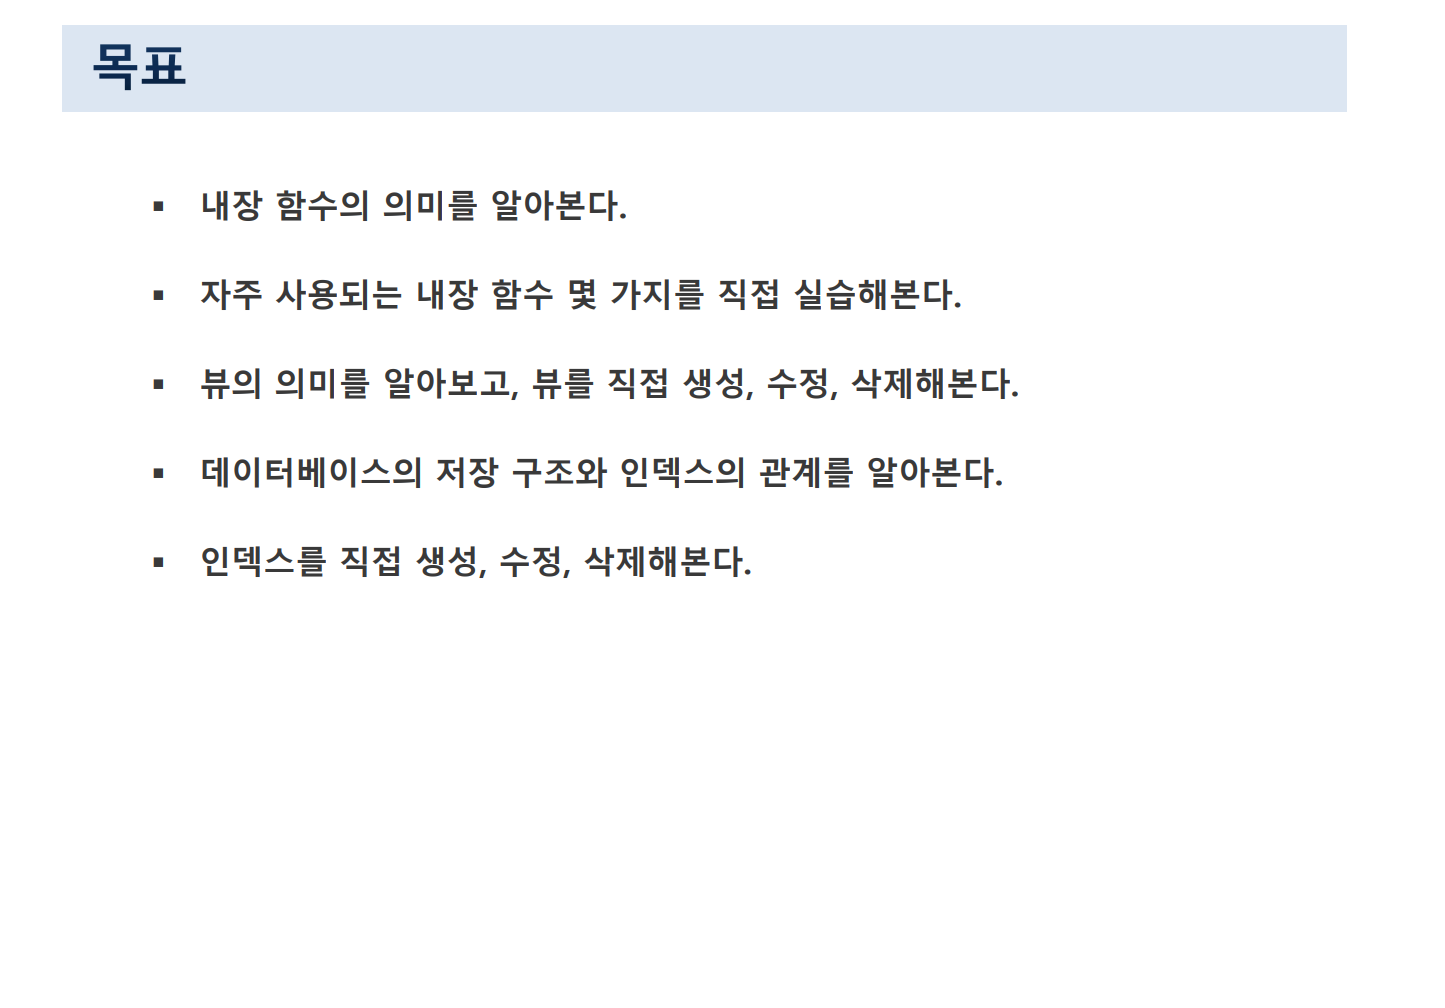 목표
▪ 내장 함수의 의미를 알아본다.
▪ 자주 사용되는 내장 함수 몇 가지를 직접 실습해본다.
▪ 뷰의 의미를 알아보고, 뷰를 직접 생성, 수정, 삭제해본다.
▪ 데이터베이스의 저장 구조와 인덱스의 관계를 알아본다.
▪ 인덱스를 직접 생성, 수정, 삭제해본다.